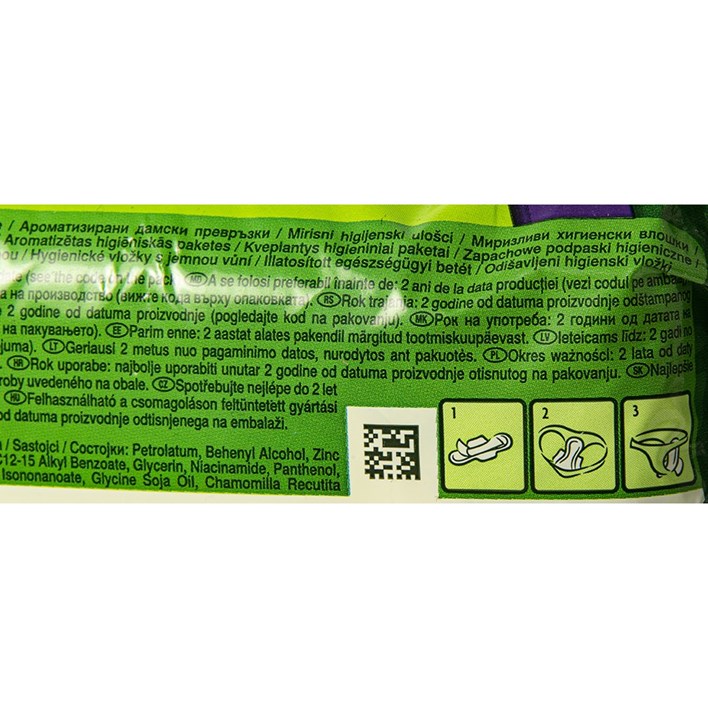 / Ароматизирани дамски превръзки / Mirisni higijenski ulošci / Миризливи хигиенски влошки /
Aromatizētas higiēniskās paketes / Kveplantys higieniniai paketai / Zapachowe podpaski higieniczne /
/ Hygienické vložky s jemnou vůní / Illatosított egészségügyi betét / Odišavljeni higienski vložki
(see the code on the pack). MD A se folosi preferabil înainte de: 2 ani de la data producției (vezi codul pe
на производство (вижте кода върху опаковката). RS Rok trajanja: 2 godine od datuma proizvodnje odštampanog
2 godine od datuma proizvodnje (pogledajte kod na pakovanju). MK Рок на употреба: 2 години од датата на
на пакувањето). EE Parim enne: 2 aastat alates pakendil märgitud tootmiskuupäevast. LV Ieteicams līdz: 2 gadi no
LT Geriausi 2 metus nuo pagaminimo datos, nurodytos ant pakuotės. PL Okres ważności: 2 lata od daty
HR Rok uporabe: najbolje uporabiti unutar 2 godine od datuma proizvodnje otisnutog na pakovanju. SK Najlepšie
uvedeného na obale. CZ Spotřebujte nejlépe do 2 let
HU Felhasználható a csomagoláson feltüntetett gyártási
od datuma proizvodnje odtisnjenega na embalaži.
/ Sastojci / Состојки: Petrolatum, Behenyl Alcohol, Zinc
C12-15 Alkyl Benzoate, Glycerin, Niacinamide, Panthenol,
Isononanoate, Glycine Soja Oil, Chamomilla Recutita
1 2 3